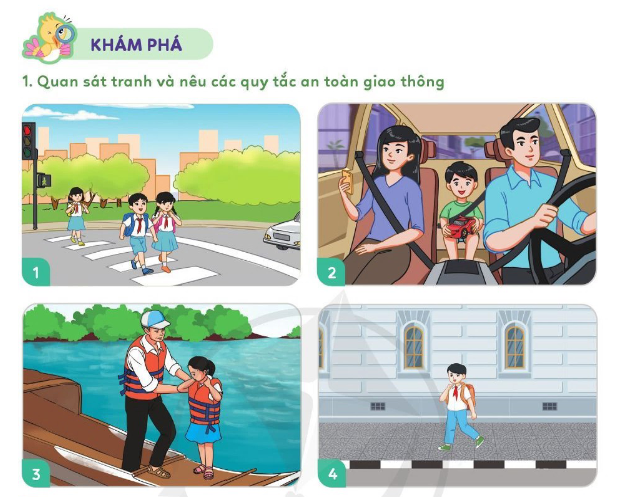 KHÁM PHÁ
1. Quan sát tranh và nêu các quy tắc an toàn giao thông
1
2
3
4